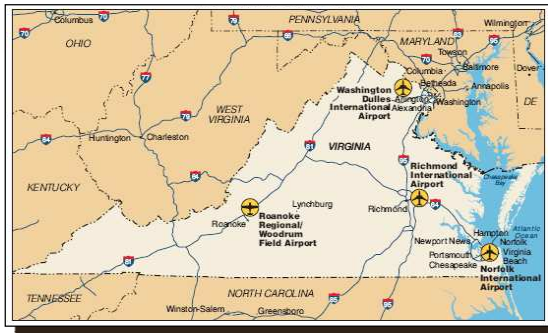 PENNSYLVANIA
Columbus
70
70
79
Wilmington
OHIO
70
68
83
95
MARYLAND
Towson
70
Baltimore
Dover
Columbia
Bethesda
77
Annapolis
DE
Washington
Dulles
International
Airport
Arlington
Alexandria
Washington
79
WEST
VIRGINIA
64
Huntington
Charleston
81
VIRGINIA
95
Richmond
International
Airport
64
Chesapeake
Bay
KENTUCKY
Lynchburg
Richmond
64
Roanoke
Roanoke
Regional/
Woodrum
Field Airport
Atlantic
Ocean
Hampton
Newport News
Norfolk
Portsmouth
Virginia
Beach
Chesapeake
81
Norfolk
International
Airport
TENNESSEE
NORTH CAROLINA
85
95
Winston-Salem
Greensboro